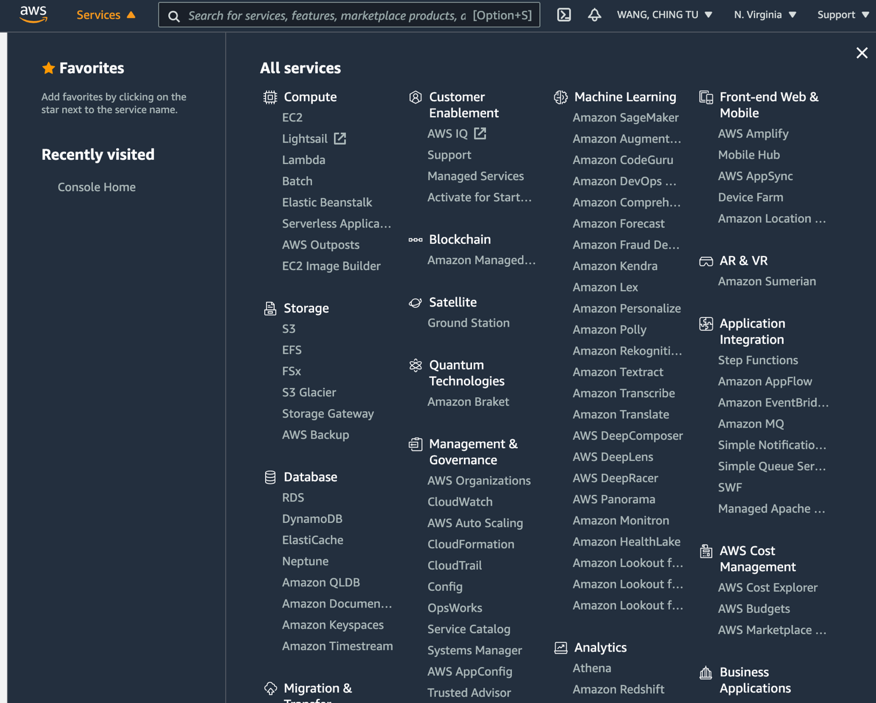 aws
Services
Search for services, features, marketplace products, a [Option+S]
WANG, CHING TU
N. Virginia
Support
Favorites
Add favorites by clicking on the
star next to the service name.
Recently visited
Console Home
All services
Compute
EC2
Lightsail
Lambda
Batch
Elastic Beanstalk
Serverless Applica...
AWS Outposts
EC2 Image Builder
Storage
S3
EFS
FSx
S3 Glacier
Storage Gateway
AWS Backup
Database
RDS
DynamoDB
ElastiCache
Neptune
Amazon QLDB
Amazon Documen...
Amazon Keyspaces
Amazon Timestream
Migration &
Transfer
Customer
Enablement
AWS IQ
Support
Managed Services
Activate for Start...
Blockchain
Amazon Managed...
Satellite
Ground Station
Quantum
Technologies
Amazon Braket
Management &
Governance
AWS Organizations
CloudWatch
AWS Auto Scaling
CloudFormation
CloudTrail
Config
OpsWorks
Service Catalog
Systems Manager
AWS AppConfig
Trusted Advisor
Machine Learning
Amazon SageMaker
Amazon Augment...
Amazon CodeGuru
Amazon DevOps ...
Amazon Compreh...
Amazon Forecast
Amazon Fraud De...
Amazon Kendra
Amazon Lex
Amazon Personalize
Amazon Polly
Amazon Rekogniti...
Amazon Textract
Amazon Transcribe
Amazon Translate
AWS DeepComposer
AWS DeepLens
AWS DeepRacer
AWS Panorama
Amazon Monitron
Amazon HealthLake
Amazon Lookout f...
Amazon Lookout f...
Amazon Lookout f...
Analytics
Athena
Amazon Redshift
Front-end Web &
Mobile
AWS Amplify
Mobile Hub
AWS AppSync
Device Farm
Amazon Location ...
AR & VR
Amazon Sumerian
Application
Integration
Step Functions
Amazon AppFlow
Amazon EventBrid...
Amazon MQ
Simple Notificatio...
Simple Queue Ser...
SWF
Managed Apache ...
AWS Cost
Management
AWS Cost Explorer
AWS Budgets
AWS Marketplace ...
Business
Applications